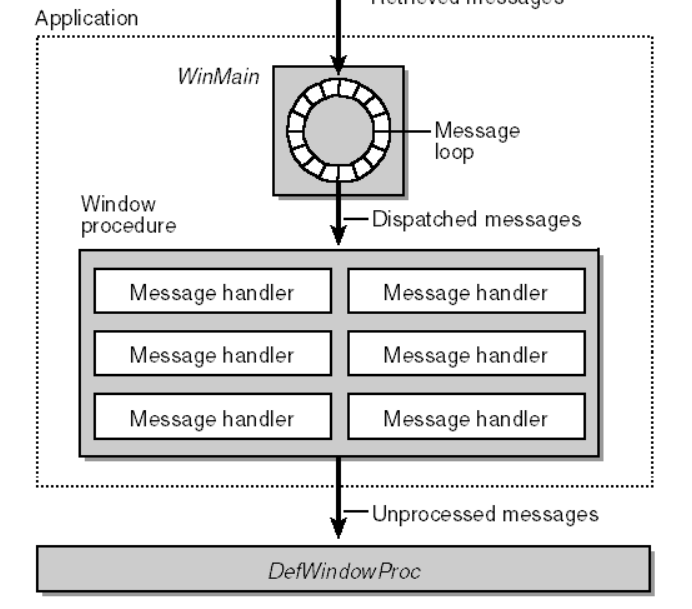 Retrieved messages
Application
WinMain
Message
loop
Window
procedure
Dispatched messages
Message handler
Message handler
Message handler
Message handler
Message handler
Message handler
Unprocessed messages
DefWindowProc